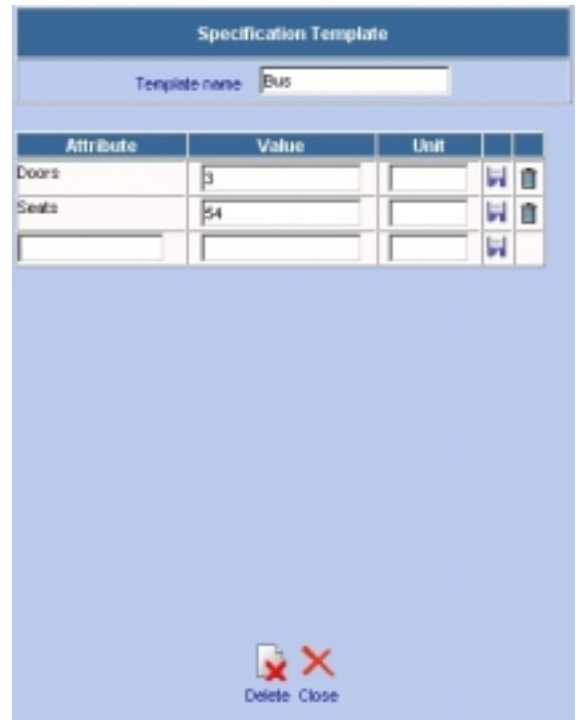 Specification Template
Template name Bus
Attribute Value Unit
Doors 3
Seats 54
Delete Close